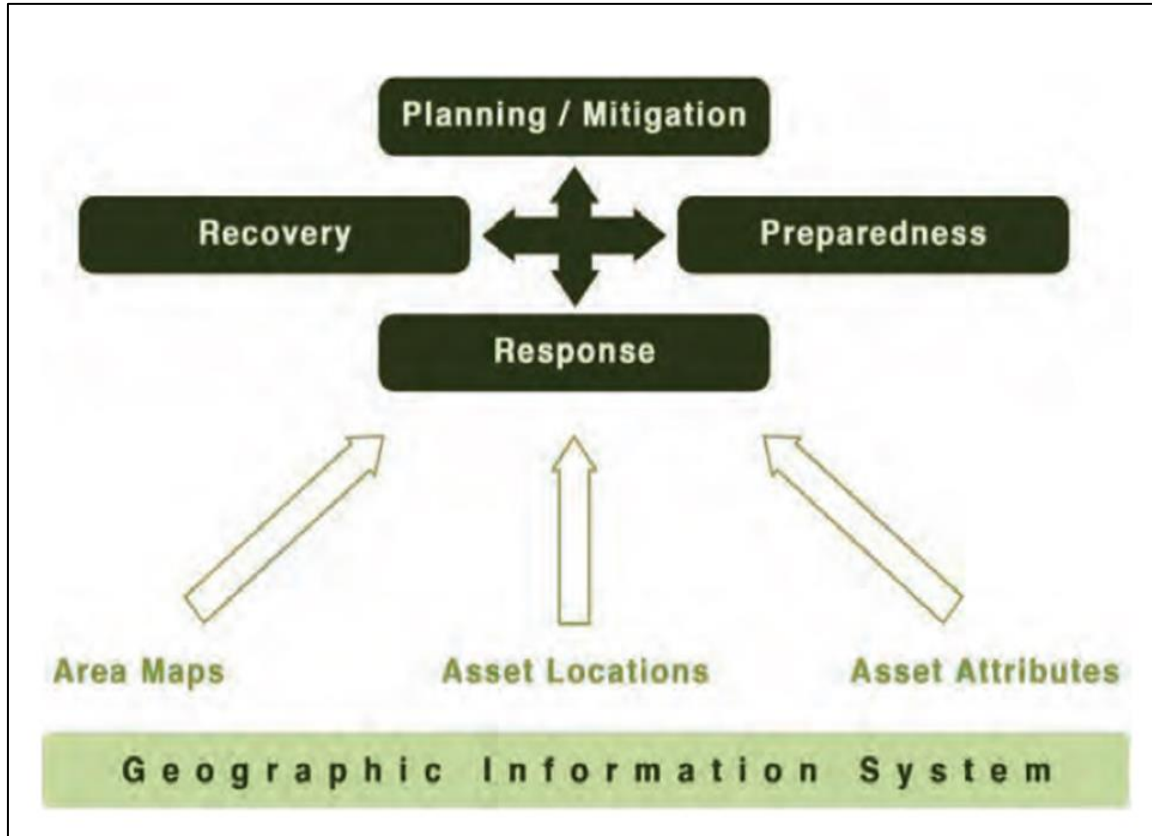 Planning / Mitigation
Recovery
Preparedness
Response
Area Maps
Asset Locations
Asset Attributes
Geographic Information System